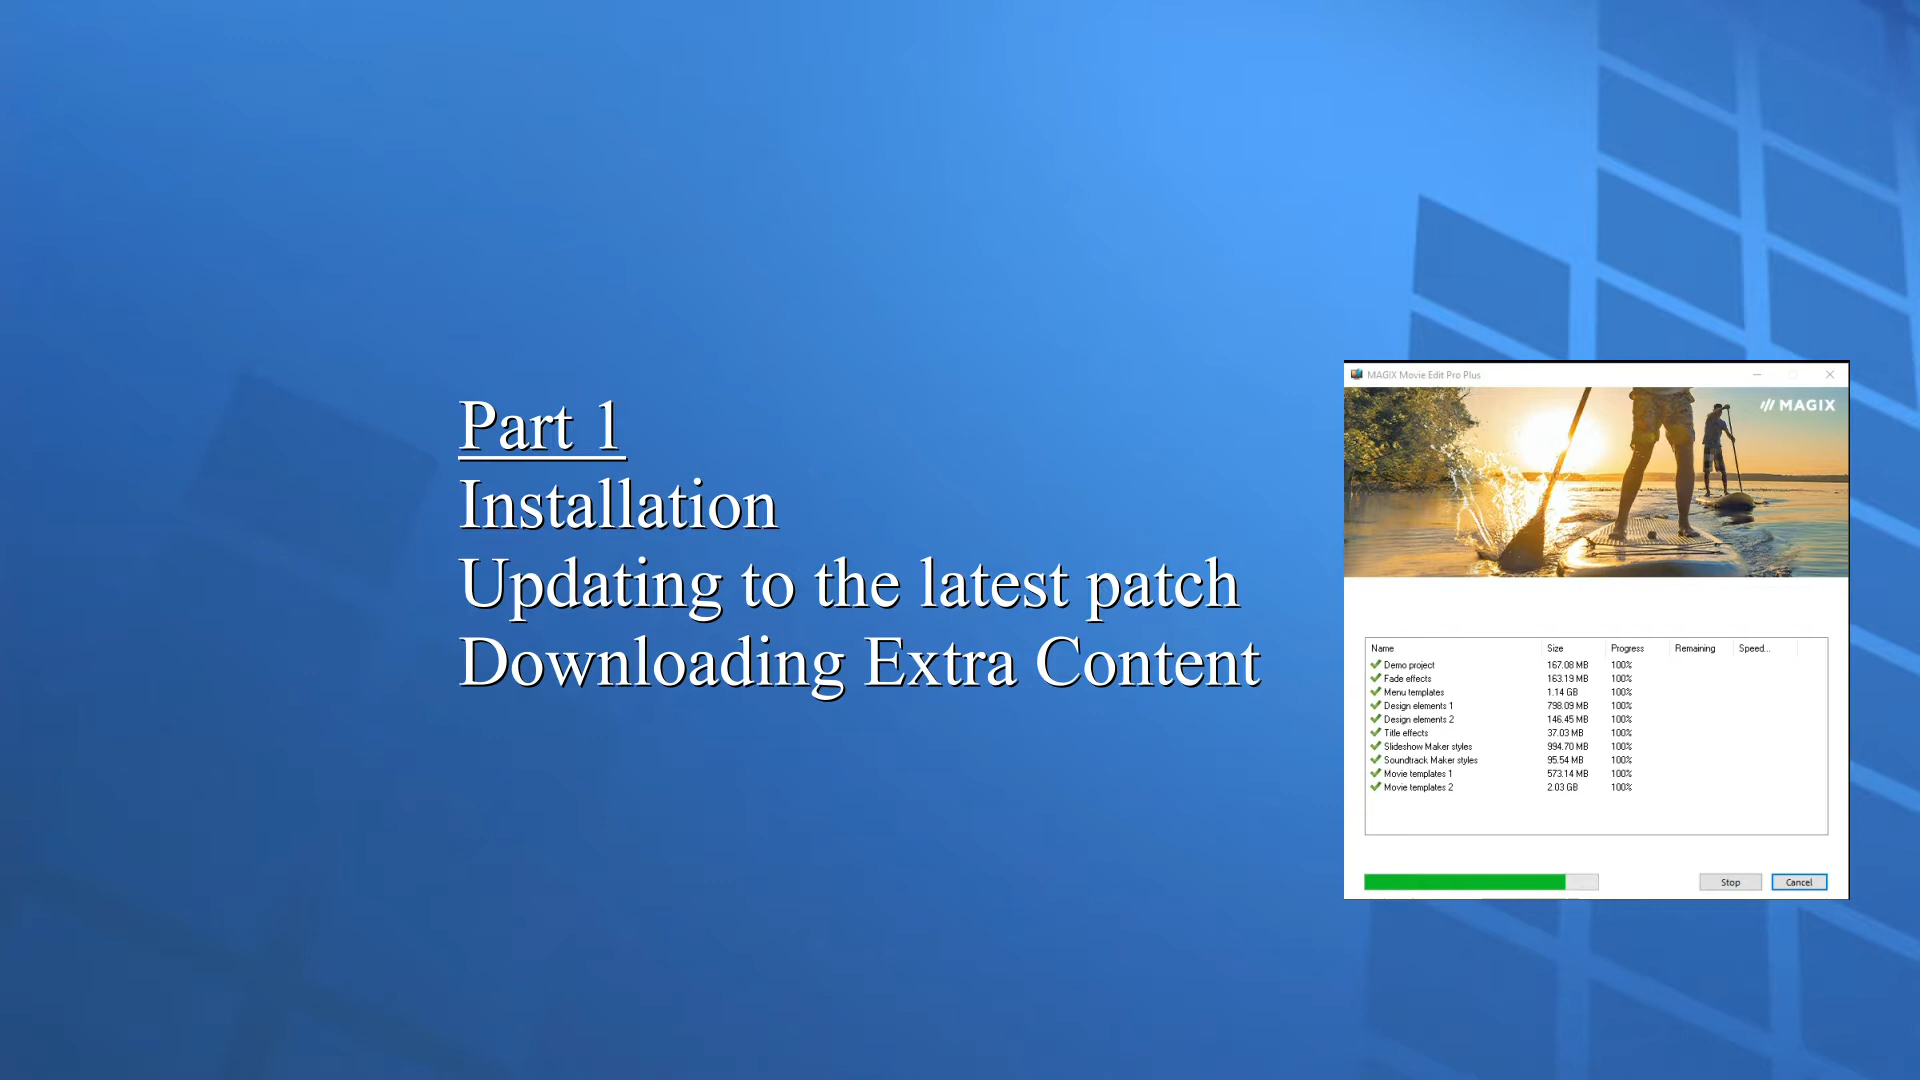 Part 1
Installation
Updating to the latest patch
Downloading Extra Content
MAGIX Movie Edit Pro Plus
MAGIX
Name Size Progress Remaining Speed...
Demo project 167.08 MB 100%
Fade effects 163.19 MB 100%
Menu templates 1.14 GB 100%
Design elements 1 798.09 MB 100%
Design elements 2 146.45 MB 100%
Title effects 37.03 MB 100%
Slideshow Maker styles 994.70 MB 100%
Soundtrack Maker styles 95.54 MB 100%
Movie templates 1 573.14 MB 100%
Movie templates 2 2.03 GB 100%
Stop Cancel